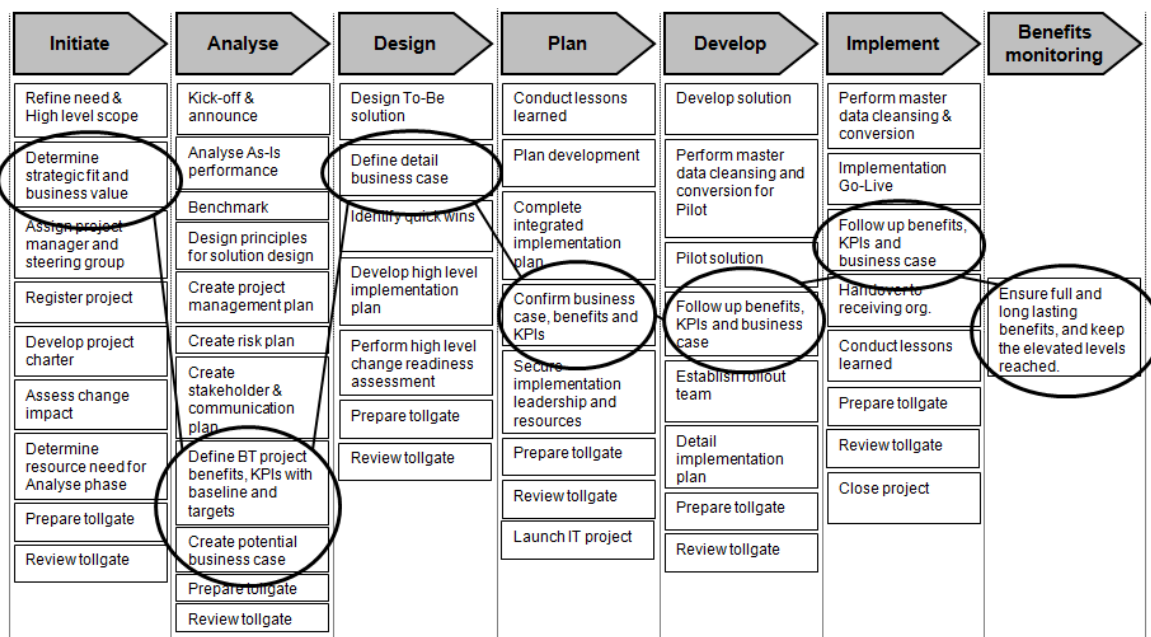 Initiate
Analyse
Design
Plan
Develop
Implement
Benefits
monitoring
Refine need &
High level scope
Determine
strategic fit and
business value
Assign project
manager and
steering group
Register project
Develop project
charter
Assess change
impact
Determine
resource need for
Analyse phase
Prepare tollgate
Review tollgate
Kick-off &
announce
Analyse As-Is
performance
Benchmark
Design principles
for solution design
Create project
management plan
Create risk plan
Create
stakeholder &
communication
plan
Define BT project
benefits, KPIs with
baseline and
targets
Create potential
business case
Prepare tollgate
Review tollgate
Design To-Be
solution
Define detail
business case
Identify quick wins
Develop high level
implementation
plan
Perform high level
change readiness
assessment
Prepare tollgate
Review tollgate
Conduct lessons
learned
Plan development
Complete
integrated
implementation
plan
Confirm business
case, benefits and
KPIs
Secure
implementation
leadership and
resources
Prepare tollgate
Review tollgate
Launch IT project
Develop solution
Perform master
data cleansing and
conversion for
Pilot
Pilot solution
Follow up benefits,
KPIs and business
case
Establish rollout
team
Detail
implementation
plan
Prepare tollgate
Review tollgate
Perform master
data cleansing &
conversion
Implementation
Go-Live
Follow up benefits,
KPIs and
business case
Handover to
receiving org.
Conduct lessons
learned
Prepare tollgate
Review tollgate
Close project
Ensure full and
long lasting
benefits, and keep
the elevated levels
reached.